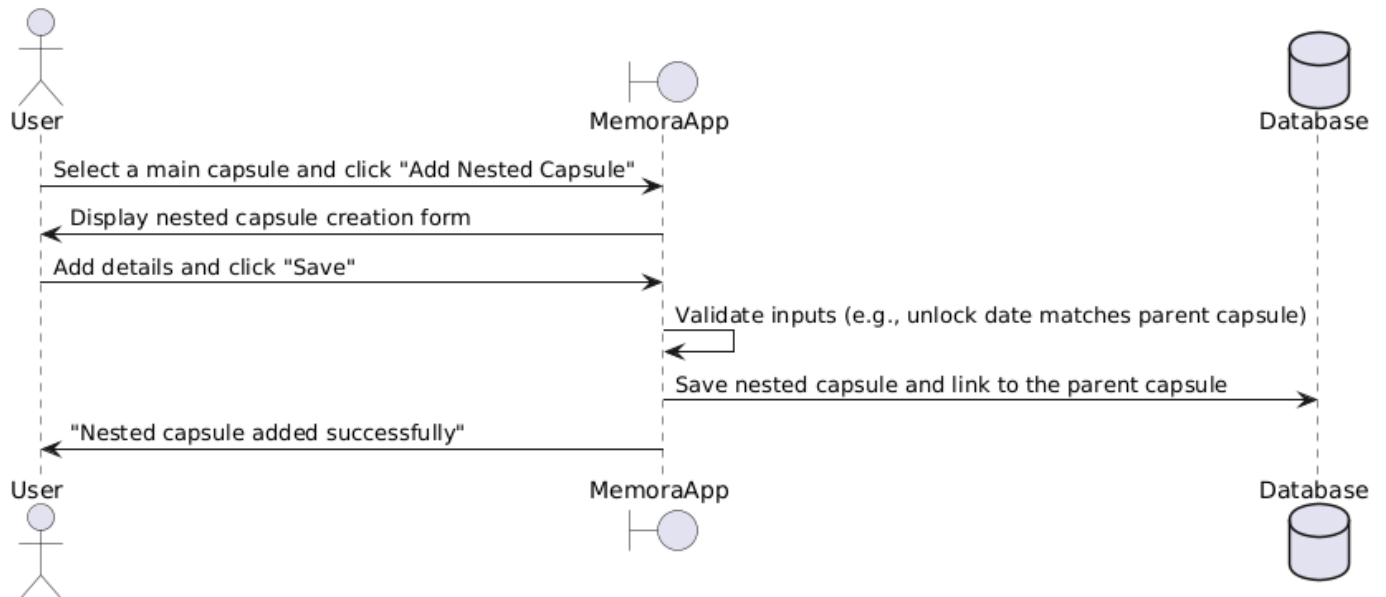 User
MemoraApp
Database
Select a main capsule and click "Add Nested Capsule"
Display nested capsule creation form
Add details and click "Save"
Validate inputs (e.g., unlock date matches parent capsule)
Save nested capsule and link to the parent capsule
"Nested capsule added successfully"
User
MemoraApp
Database